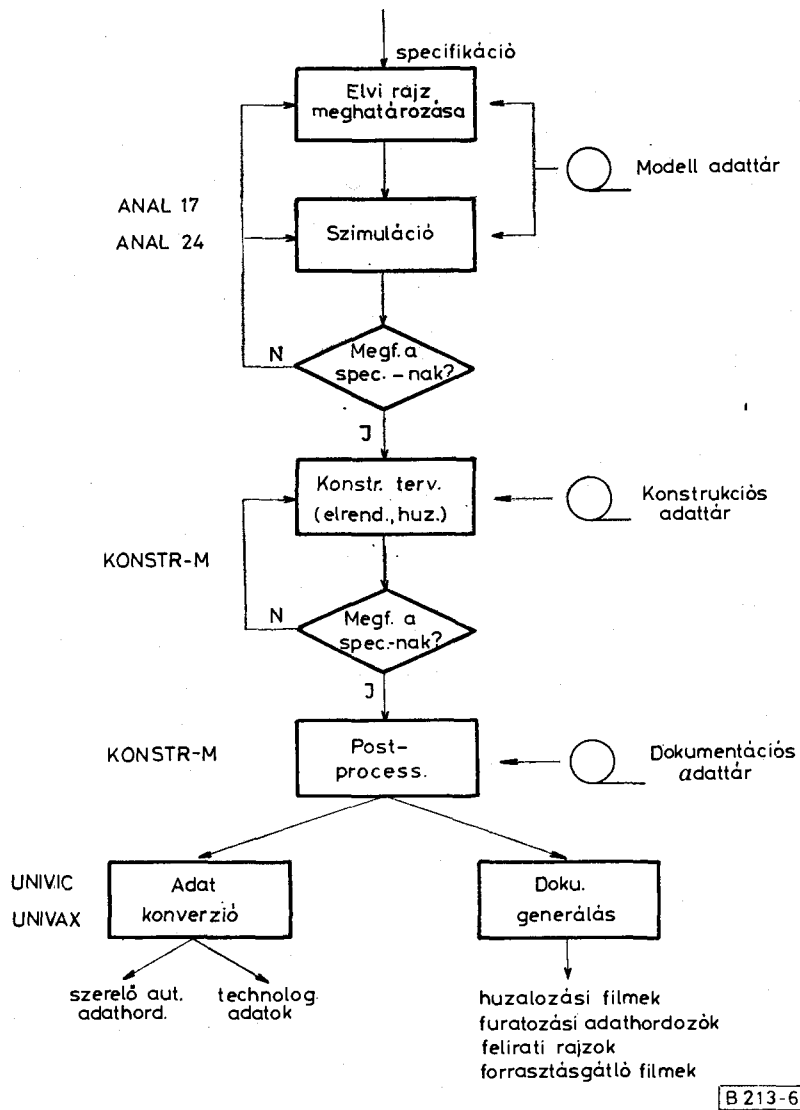 specifikáció
Elvi rajz
meghatározása
Modell adattár
ANAL 17
ANAL 24
Szimuláció
N
Megf. a
spec.-nak?
J
Konstr. terv.
(elrend., huz.)
Konstrukciós
adattár
KONSTR-M
N
Megf. a
spec.-nak?
J
KONSTR-M
Post-
process.
Dokumentációs
adattár
UNIVIC
UNIVAX
Adat
konverzió
Doku.
generálás
szerelő aut.
adathord.
technolog.
adatok
huzalozási filmek
furatozási adathordozók
felirati rajzok
forrasztásgátló filmek
B 213-6